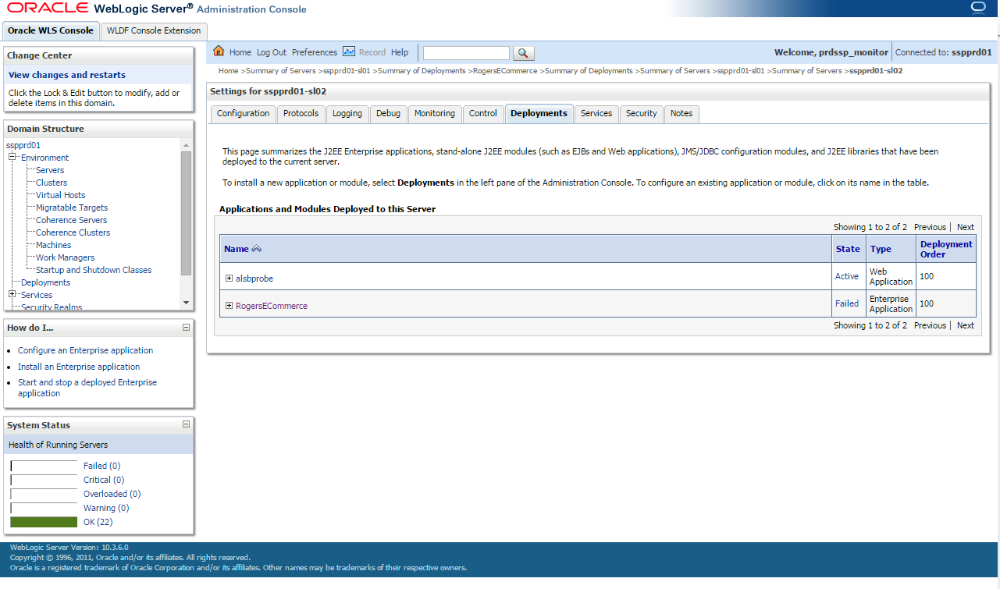 ORACLE WebLogic Server® Administration Console
Oracle WLS Console
WLDF Console Extension
Change Center
View changes and restarts
Click the Lock & Edit button to modify, add or
delete items in this domain.
Domain Structure
sspprd01
Environment
Servers
Clusters
Virtual Hosts
Migratable Targets
Coherence Servers
Coherence Clusters
Machines
Work Managers
Startup and Shutdown Classes
Deployments
Services
Security Realms
How do I...
Configure an Enterprise application
Install an Enterprise application
Start and stop a deployed Enterprise
application
System Status
Health of Running Servers
Failed (0)
Critical (0)
Overloaded (0)
Warning (0)
OK (22)
Home Log Out Preferences Record Help
Welcome, prdssp_monitor Connected to: sspprd01
Home >Summary of Servers >sspprd01-sl01 >Summary of Deployments >RogersECommerce >Summary of Deployments >Summary of Servers >sspprd01-sl01 >Summary of Servers >sspprd01-sl02
Settings for sspprd01-sl02
Configuration Protocols Logging Debug Monitoring Control Deployments Services Security Notes
This page summarizes the J2EE Enterprise applications, stand-alone J2EE modules (such as EJBs and Web applications), JMS/JDBC configuration modules, and J2EE libraries that have been
deployed to the current server.
To install a new application or module, select Deployments in the left pane of the Administration Console. To configure an existing application or module, click on its name in the table.
Applications and Modules Deployed to this Server
Showing 1 to 2 of 2 Previous | Next
Name State Type Deployment
Order
alsbprobe Active Web
Application 100
RogersECommerce Failed Enterprise
Application 100
Showing 1 to 2 of 2 Previous | Next
WebLogic Server Version: 10.3.6.0
Copyright © 1996, 2011, Oracle and/or its affiliates. All rights reserved.
Oracle is a registered trademark of Oracle Corporation and/or its affiliates. Other names may be trademarks of their respective owners.